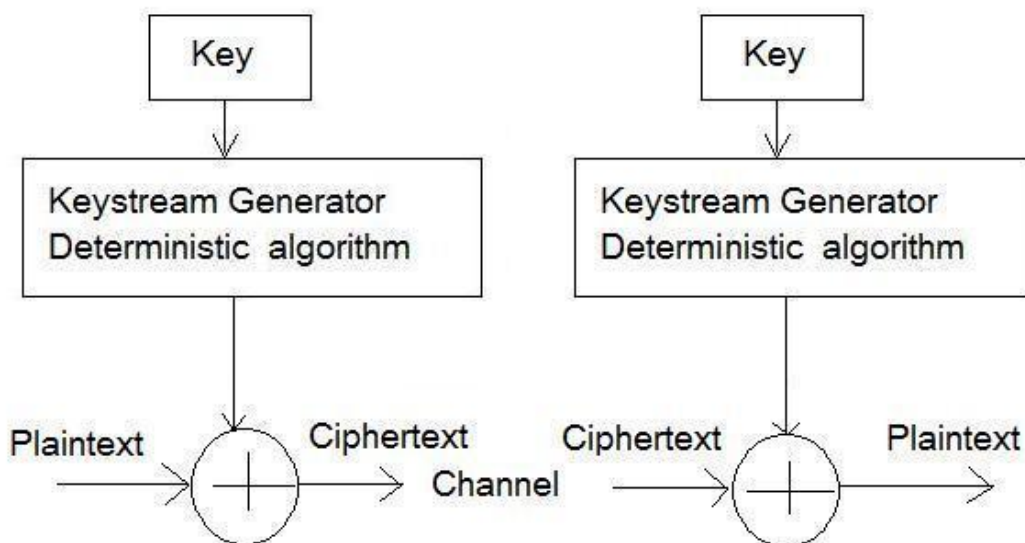 Key
Key
Keystream Generator
Deterministic algorithm
Keystream Generator
Deterministic algorithm
Plaintext
Ciphertext
Channel
Ciphertext
Plaintext